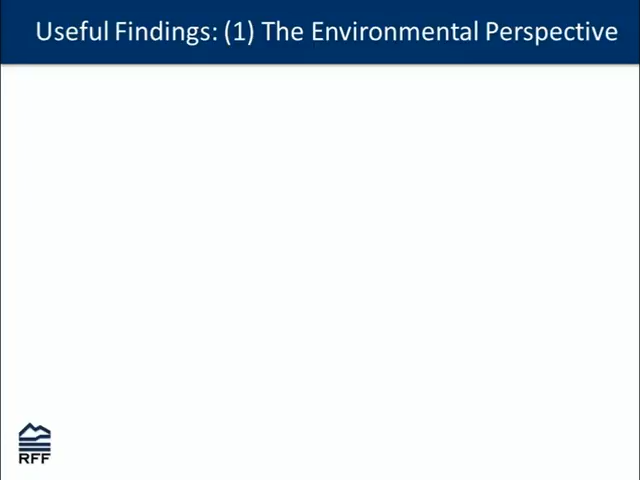 Useful Findings: (1) The Environmental Perspective
RFF